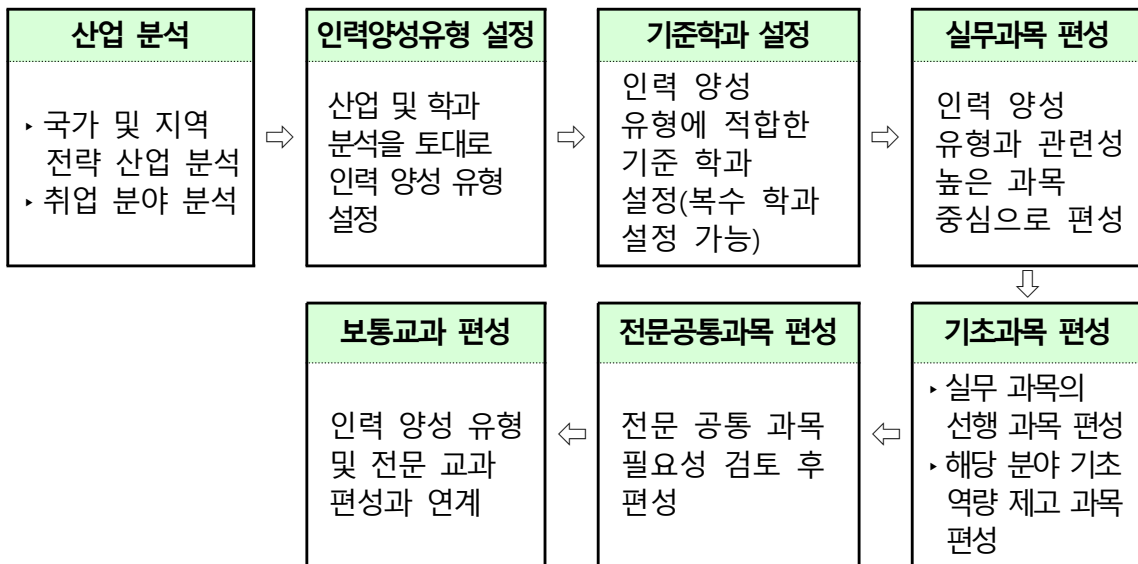 산업 분석
‣ 국가 및 지역
전략 산업 분석
‣ 취업 분야 분석
⇨
인력양성유형 설정
산업 및 학과
분석을 토대로
인력 양성 유형
설정
⇨
기준학과 설정
인력 양성
유형에 적합한
기준 학과
설정(복수 학과
설정 가능)
⇨
실무과목 편성
인력 양성
유형과 관련성
높은 과목
중심으로 편성
⇩
기초과목 편성
‣ 실무 과목의
선행 과목 편성
‣ 해당 분야 기초
역량 제고 과목
편성
⇦
전문공통과목 편성
전문 공통 과목
필요성 검토 후
편성
⇦
보통교과 편성
인력 양성 유형
및 전문 교과
편성과 연계